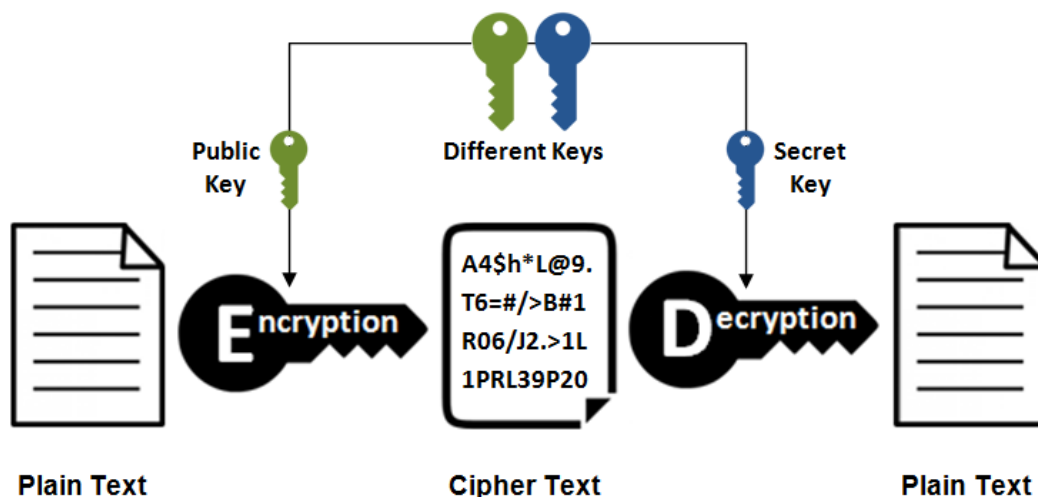 Public
Key
Different Keys
Secret
Key
Encryption
A4$h*L@9.
T6=#/>B#1
R06/J2.>1L
1PRL39P20
Decryption
Plain Text
Cipher Text
Plain Text